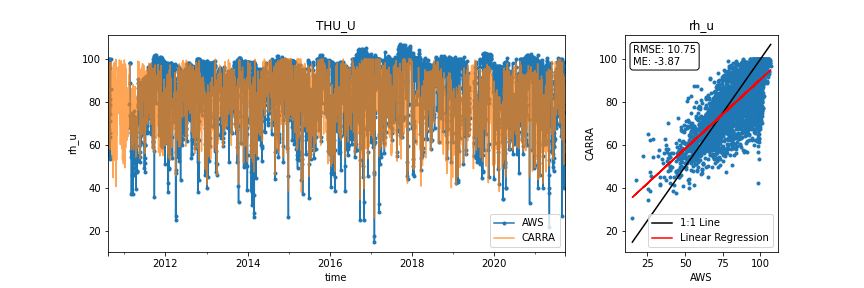 THU_U
rh_u
100
80
60
40
20
rh_u
2012
2014
2016
2018
2020
time
AWS
CARRA
rh_u
RMSE: 10.75
ME: -3.87
100
80
60
40
20
CARRA
25
50
75
100
AWS
1:1 Line
Linear Regression